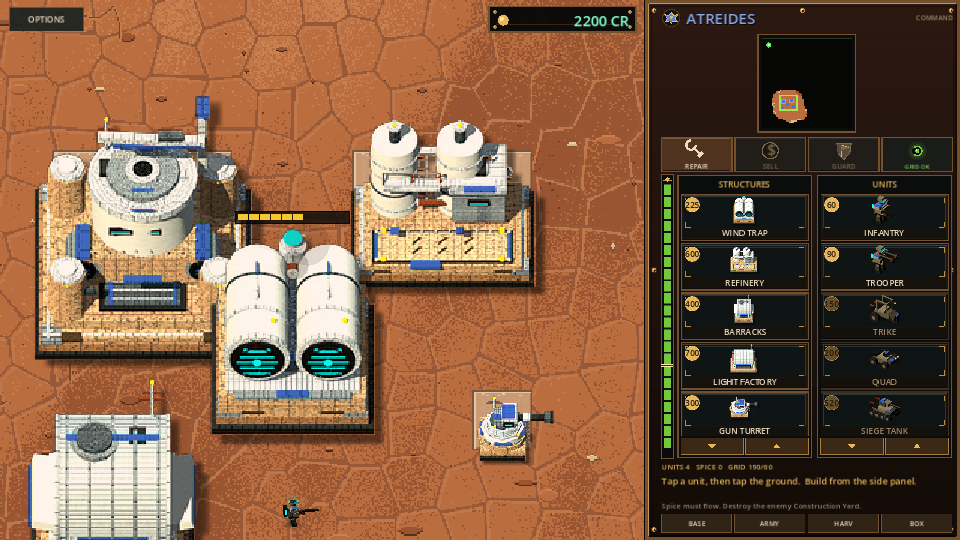 OPTIONS
2200 CR
ATREIDES
COMMAND
REPAIR
SELL
GUARD
GRID OK
STRUCTURES
UNITS
225
WIND TRAP
60
INFANTRY
600
REFINERY
90
TROOPER
400
BARRACKS
150
TRIKE
700
LIGHT FACTORY
200
QUAD
300
GUN TURRET
SIEGE TANK
UNITS 4 SPICE 0 GRID 190/60
Tap a unit, then tap the ground. Build from the side panel.
Spice must flow. Destroy the enemy Construction Yard.
BASE
ARMY
HARV
BOX